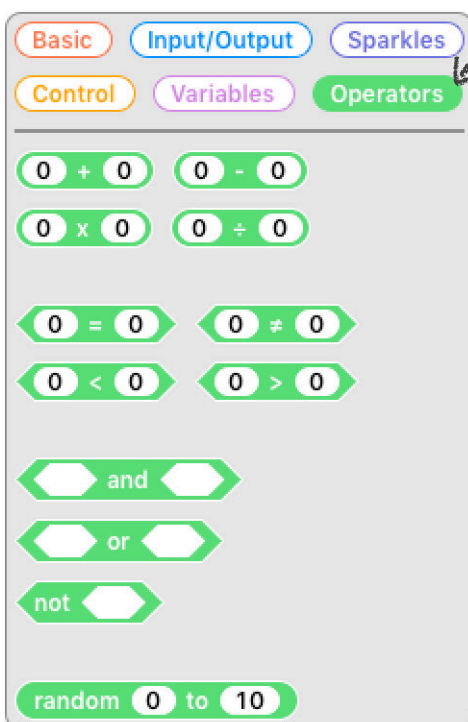 Basic Input/Output Sparkles
Control Variables Operators
0 + 0 0 - 0
0 x 0 0 ÷ 0
0 = 0 0 ≠ 0
0 < 0 0 > 0
and
or
not
random 0 to 10